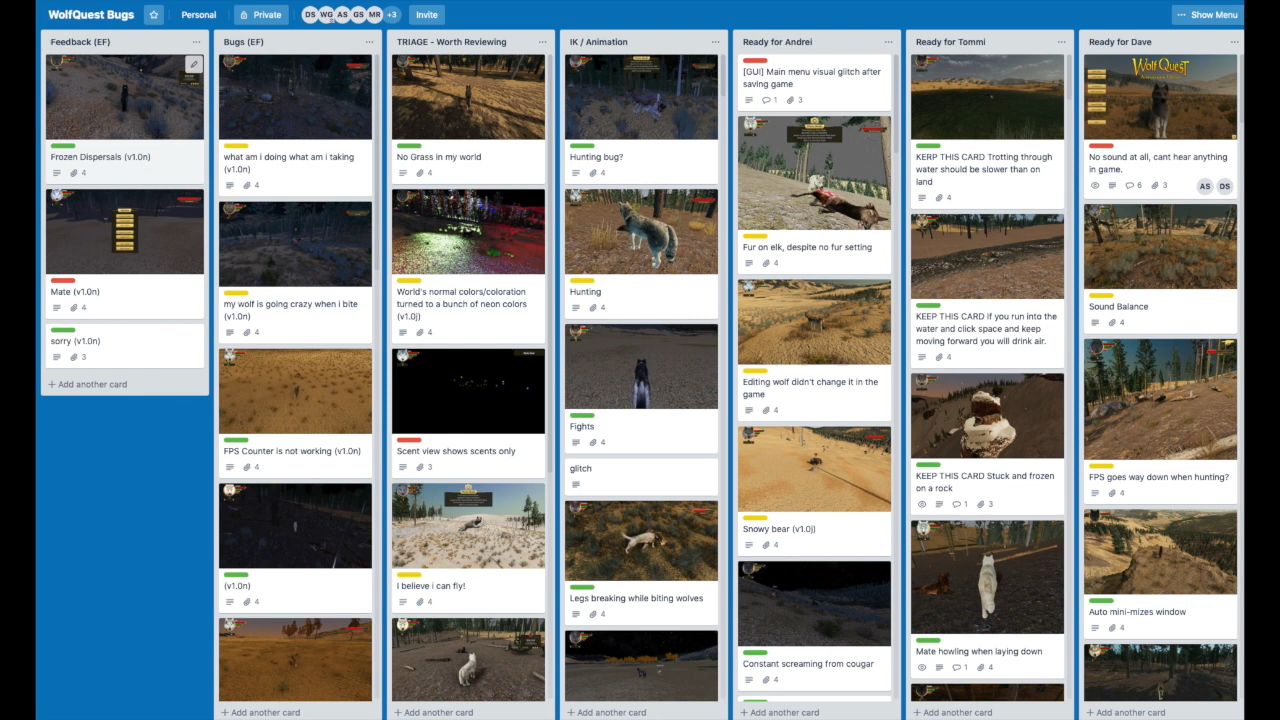 WolfQuest Bugs
Personal
Private
DS WG AS GS MR +3
Invite
Show Menu
Feedback (EF)
Frozen Dispersals (v1.0n)
4
Mate (v1.0n)
4
sorry (v1.0n)
3
+ Add another card
Bugs (EF)
what am i doing what am i taking
(v1.0n)
4
my wolf is going crazy when i bite
(v1.0n)
4
FPS Counter is not working (v1.0n)
4
(v1.0n)
4
+ Add another card
TRIAGE - Worth Reviewing
No Grass in my world
4
World's normal colors/coloration
turned to a bunch of neon colors
(v1.0j)
4
Scent view shows scents only
3
I believe i can fly!
4
+ Add another card
IK / Animation
Hunting bug?
4
Hunting
4
Fights
4
glitch
Legs breaking while biting wolves
4
+ Add another card
Ready for Andrei
[GUI] Main menu visual glitch after
saving game
1 3
Fur on elk, despite no fur setting
4
Editing wolf didn't change it in the
game
4
Snowy bear (v1.0j)
4
Constant screaming from cougar
4
+ Add another card
Ready for Tommi
KERP THIS CARD Trotting through
water should be slower than on
land
4
KEEP THIS CARD If you run into the
water and click space and keep
moving forward you will drink air.
4
KEEP THIS CARD Stuck and frozen
on a rock
1 3
Mate howling when laying down
1 4
+ Add another card
Ready for Dave
Wolf Quest
No sound at all, cant hear anything
in game.
6 3
AS DS
Sound Balance
4
FPS goes way down when hunting?
4
Auto mini-mizes window
4
+ Add another card